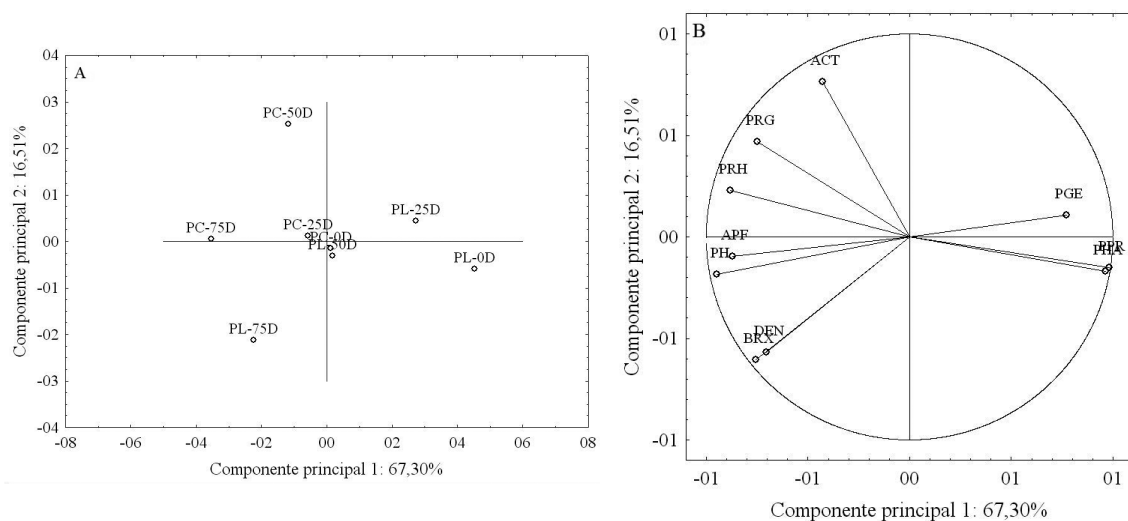 A
04
03
02
01
00
-01
-02
-03
-04
Componente principal 2: 16,51%
PC-50D
PL-25D
PC-75D
PC-25D
PC-0D
PL-50D
PL-0D
PL-75D
-08
-06
-04
-02
00
02
04
06
08
Componente principal 1: 67,30%
B
01
01
00
-01
-01
Componente principal 2: 16,51%
ACT
PRG
PRH
PGE
APF
PH
PPR
PHA
DEN
BRX
-01
-01
00
01
01
Componente principal 1: 67,30%